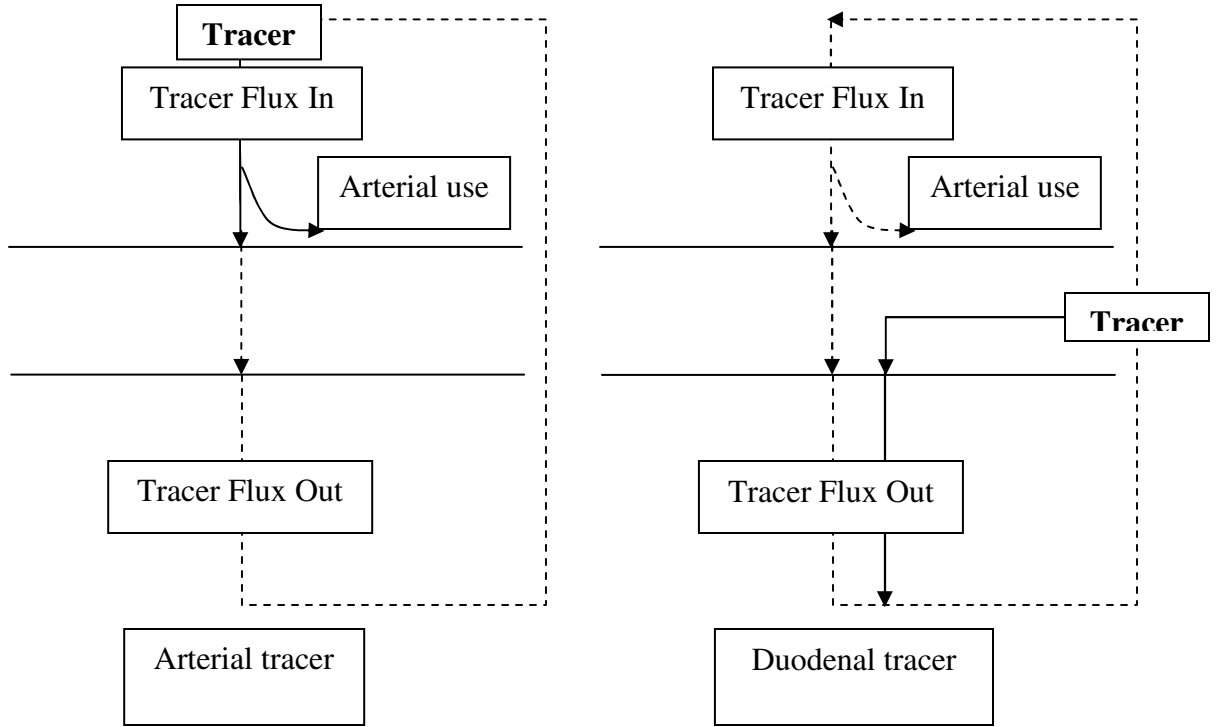 Tracer
Tracer Flux In
Arterial use
Tracer Flux Out
Arterial tracer
Tracer Flux In
Arterial use
Tracer
Tracer Flux Out
Duodenal tracer